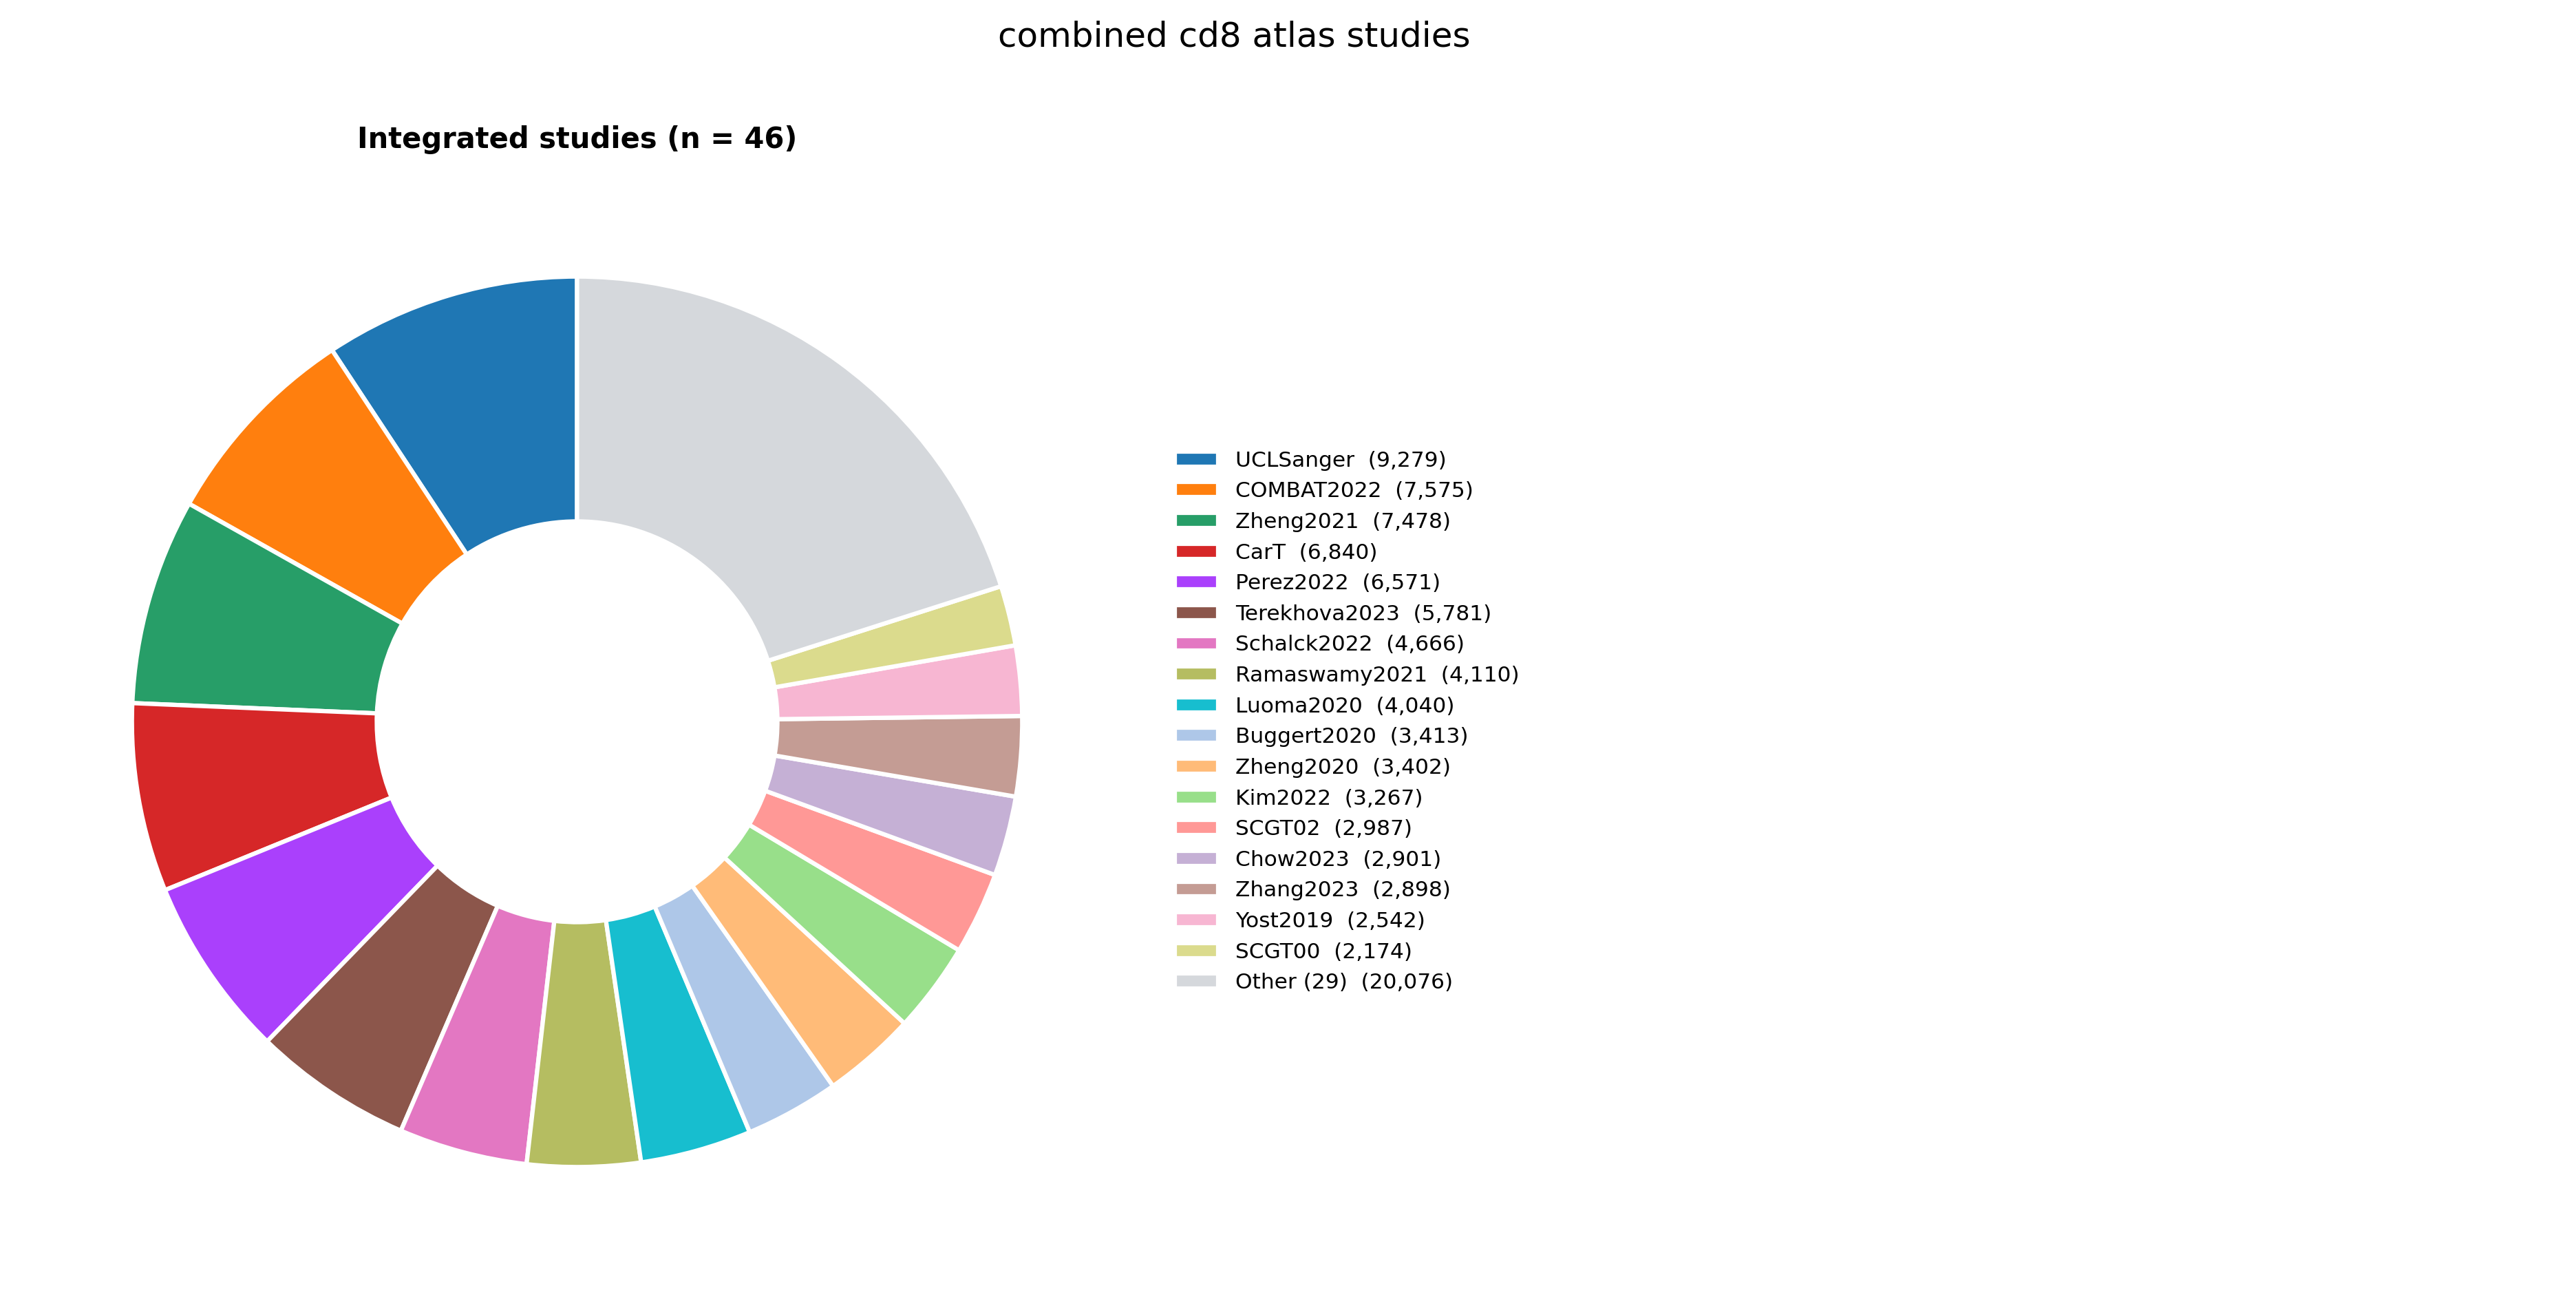 combined cd8 atlas studies
Integrated studies (n = 46)
UCLSanger (9,279)
COMBAT2022 (7,575)
Zheng2021 (7,478)
CarT (6,840)
Perez2022 (6,571)
Terekhova2023 (5,781)
Schalck2022 (4,666)
Ramaswamy2021 (4,110)
Luoma2020 (4,040)
Buggert2020 (3,413)
Zheng2020 (3,402)
Kim2022 (3,267)
SCGT02 (2,987)
Chow2023 (2,901)
Zhang2023 (2,898)
Yost2019 (2,542)
SCGT00 (2,174)
Other (29) (20,076)